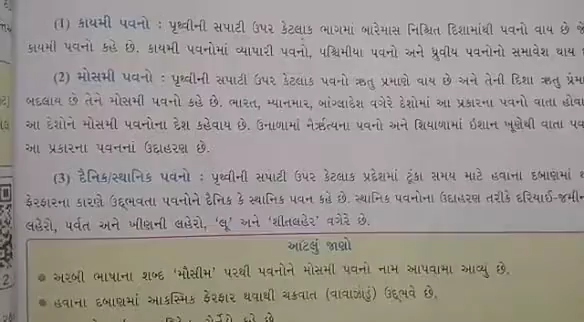 (1) કાયમી પવનો : પૃથ્વીની સપાટી ઉપર કેટલાક ભાગમાં બારેમાસ નિશ્ચિત દિશામાંથી પવનો વાય છે
કાયમી પવનો કહે છે. કાયમી પવનોમાં વ્યાપારી પવનો, પશ્ચિમીયા પવનો અને ધ્રુવીય પવનોનો સમાવેશ થાય
(2) મોસમી પવનો : પૃથ્વીની સપાટી ઉપર કેટલાક પવનો ઋતુ પ્રમાણે વાય છે અને તેની દિશા ઋતુ
બદલાય છે તેને મોસમી પવનો કહે છે. ભારત, મ્યાનમાર, બાંગ્લાદેશ વગેરે દેશોમાં આ પ્રકારના પવનો વાતા
આ દેશોને મોસમી પવનોના દેશ કહેવાય છે. ઉનાળામાં નૈર્ઋત્યના પવનો અને શિયાળામાં ઈશાન ખૂણેથી વાતા
આ પ્રકારના પવનનાં ઉદાહરણ છે.
(3) દૈનિક/સ્થાનિક પવનો : પૃથ્વીની સપાટી ઉપર કેટલાક પ્રદેશમાં ટૂંકા સમય માટે હવાના દબાણમાં
ફેરફારના કારણે ઉદ્ભવતા પવનોને દૈનિક કે સ્થાનિક પવન કહે છે. સ્થાનિક પવનોના ઉદાહરણ તરીકે દરિયાઈ-જમીન
લહેરો, પર્વત અને ખીણની લહેરો, 'લૂ' અને 'શીતલહેર' વગેરે છે.
આટલું જાણો
● અરબી ભાષાના શબ્દ 'મૌસીમ' પરથી પવનોને મોસમી પવનો નામ આપવામાં આવ્યું છે.
● હવાના દબાણમાં આકસ્મિક ફેરફાર થવાથી ચક્રવાત (વાવાઝોડું) ઉદ્ભવે છે.